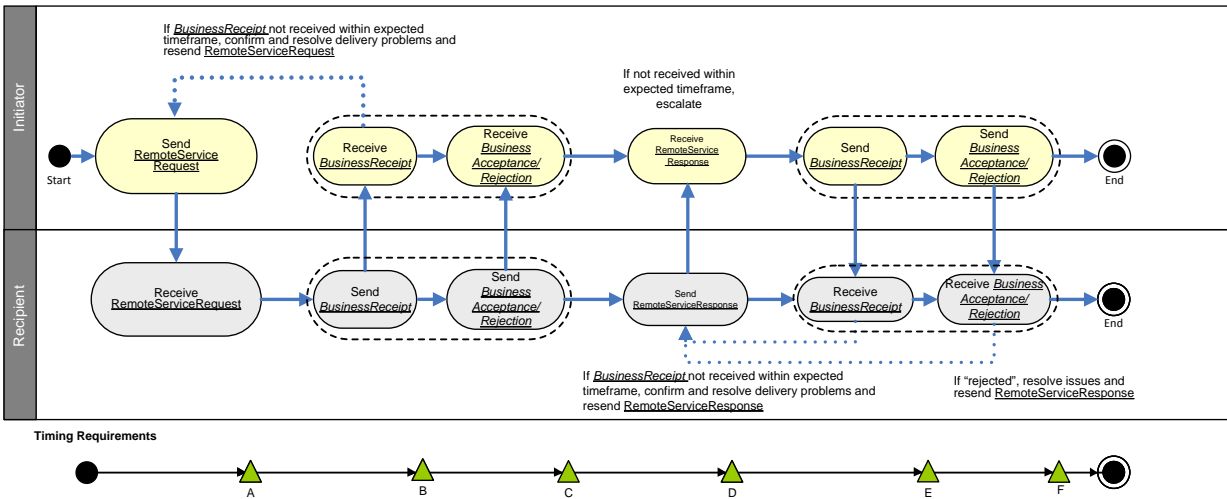 Initiator
If BusinessReceipt not received within expected
timeframe, confirm and resolve delivery problems and
resend RemoteServiceRequest
If not received within
expected timeframe,
escalate
Start
Send
RemoteService
Request
Receive
BusinessReceipt
Receive
Business
Acceptance/
Rejection
Receive
RemoteService
Response
Send
BusinessReceipt
Send
Business
Acceptance/
Rejection
End
Recipient
Receive
RemoteServiceRequest
Send
BusinessReceipt
Send
Business
Acceptance/
Rejection
Send
RemoteServiceResponse
Receive
BusinessReceipt
Receive Business
Acceptance/
Rejection
End
If BusinessReceipt not received within expected
timeframe, confirm and resolve delivery problems and
resend RemoteServiceResponse
If “rejected”, resolve issues and
resend RemoteServiceResponse
Timing Requirements
A
B
C
D
E
F